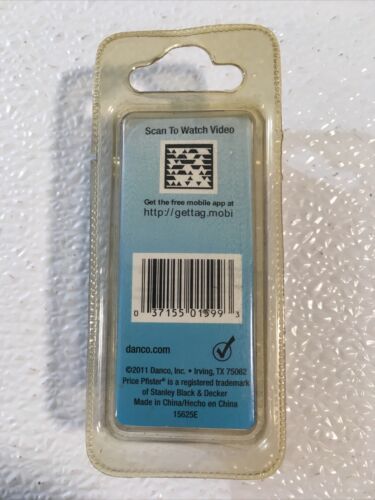 Scan To Watch Video
Get the free mobile app at
http://gettag.mobi
0 37155 01599 3
danco.com
©2011 Danco, Inc. • Irving, TX 75062
Price Pfister® is a registered trademark
of Stanley Black & Decker
Made in China/Hecho en China
15625E